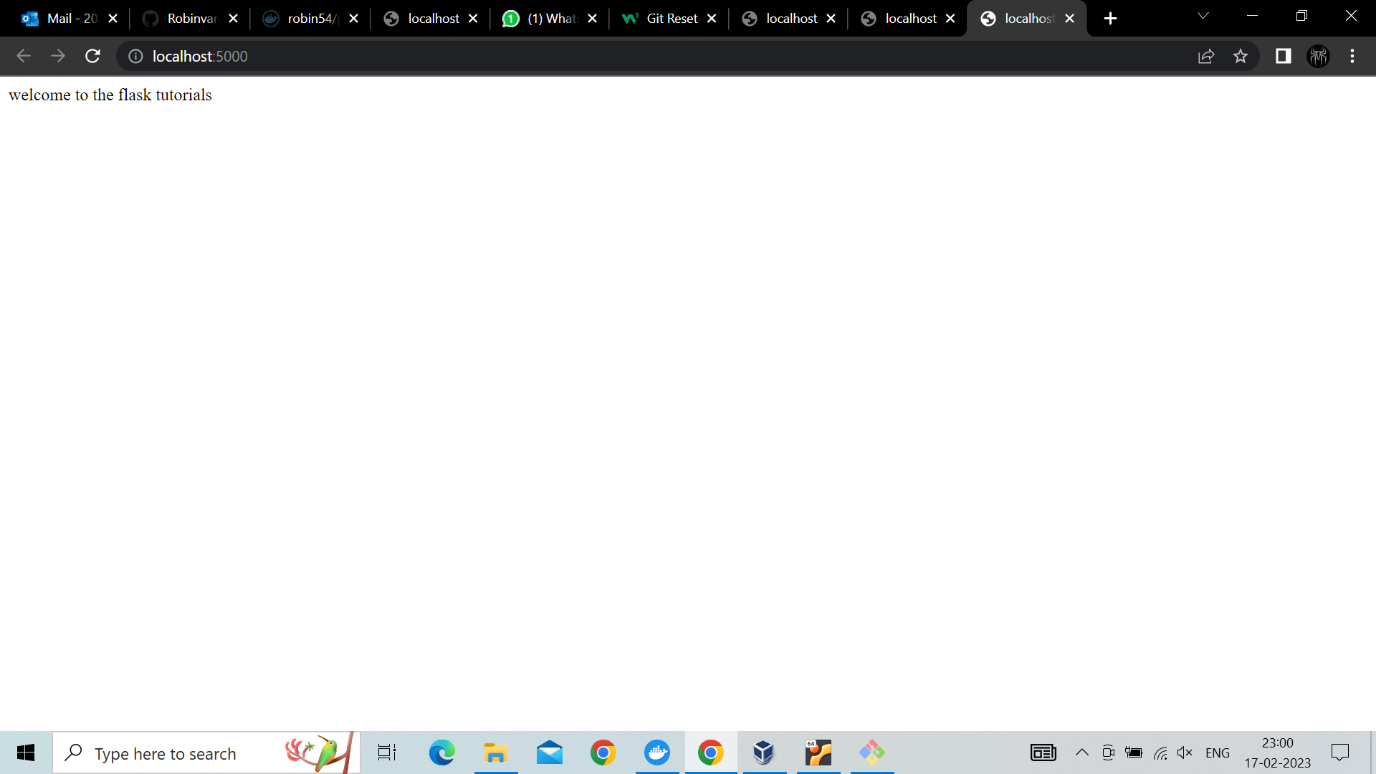 Mail - 20
Robinvar
robin54/
localhost
(1) What
Git Reset
localhost
localhost
localhost
localhost:5000
welcome to the flask tutorials
Type here to search
64
ENG
23:00
17-02-2023